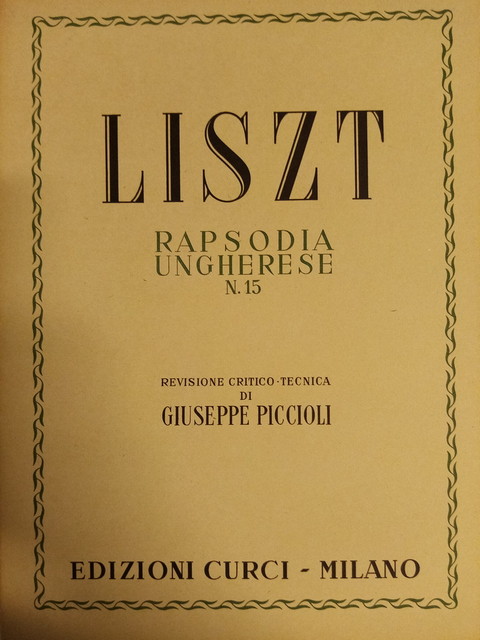 LISZT
RAPSODIA
UNGHERESE
N. 15
REVISIONE CRITICO-TECNICA
DI
GIUSEPPE PICCIOLI
EDIZIONI CURCI - MILANO